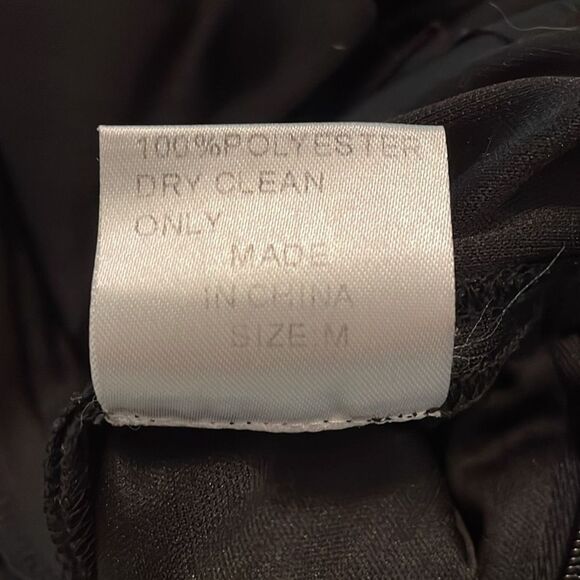 100%POLYESTER
DRY CLEAN
ONLY
MADE
IN CHINA
SIZE:M